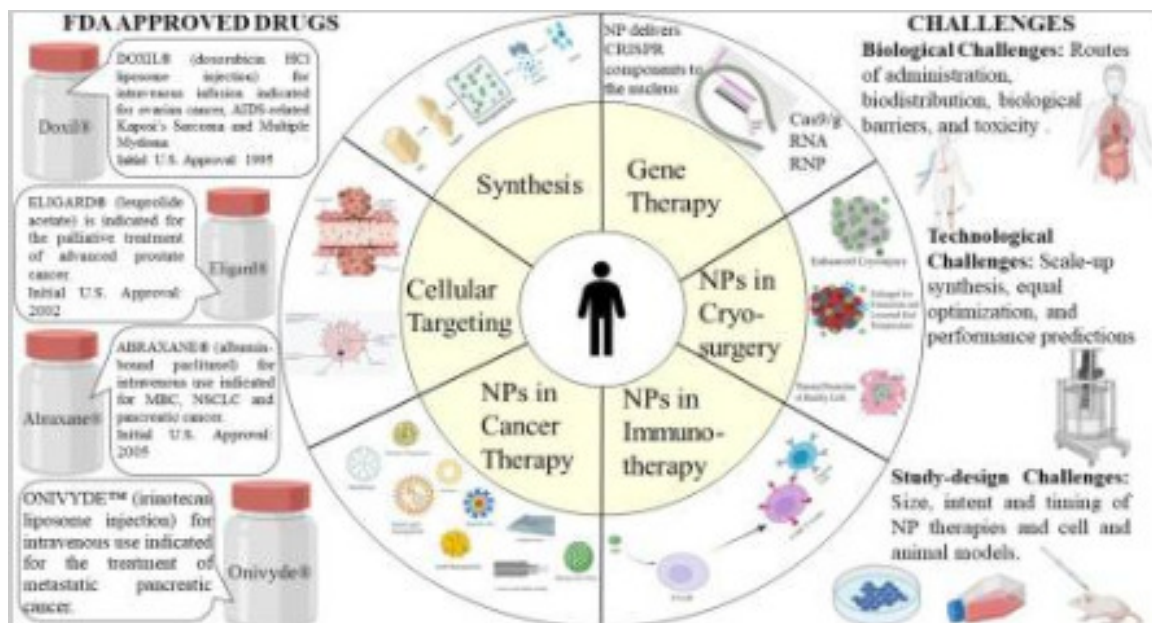 FDA APPROVED DRUGS
DOXIL® (doxorubicin HCl
liposome injection) for
intravenous infusion indicated
for ovarian cancer, AIDS-related
Kaposi's Sarcoma and Multiple
Myeloma
Initial U.S. Approval: 1995
Doxil®
ELIGARD® (leuprolide
acetate) is indicated for
the palliative treatment
of advanced prostate
cancer
Initial U.S. Approval:
2002
Eligard®
ABRAXANE® (albumin-
bound paclitaxel) for
intravenous use indicated
for MBC, NSCLC and
pancreatic cancer.
Initial U.S. Approval:
2005
Abraxane®
ONIVYDE™ (irinotecan
liposome injection) for
intravenous use indicated
for the treatment of
metastatic pancreatic
cancer.
Onivyde®
Synthesis
Gene
Therapy
NP delivers
CRISPR
components to
the nucleus
Cas9/g
RNA
RNP
Cellular
Targeting
NPs in
Cryo-
surgery
Enhanced Cryoinjury
NPs in
Cancer
Therapy
NPs in
Immuno-
therapy
CHALLENGES
Biological Challenges: Routes
of administration,
biodistribution, biological
barriers, and toxicity .
Technological
Challenges: Scale-up
synthesis, equal
optimization, and
performance predictions
Study-design Challenges:
Size, intent and timing of
NP therapies and cell and
animal models.